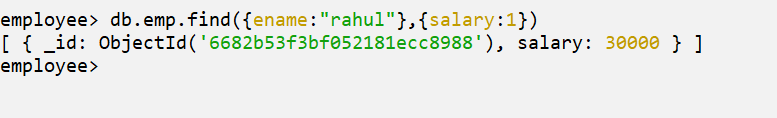 employee> db.emp.find({ename:"rahul"},{salary:1})
[ { _id: ObjectId('6682b53f3bf052181ecc8988'), salary: 30000 } ]
employee>